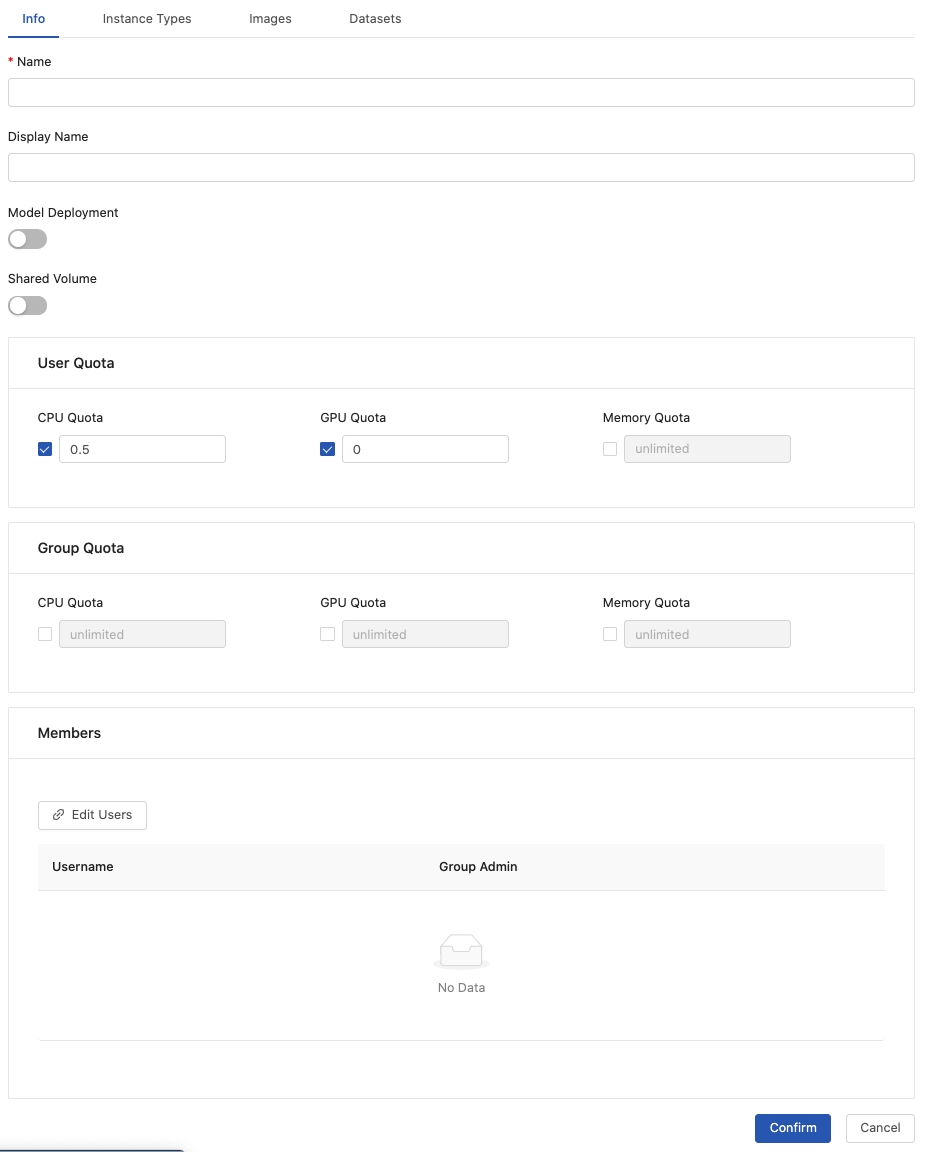 Info Instance Types Images Datasets
* Name
Display Name
Model Deployment
Shared Volume
User Quota
CPU Quota GPU Quota Memory Quota
0.5 0 unlimited
Group Quota
CPU Quota GPU Quota Memory Quota
unlimited unlimited unlimited
Members
Edit Users
Username Group Admin
No Data
Confirm Cancel